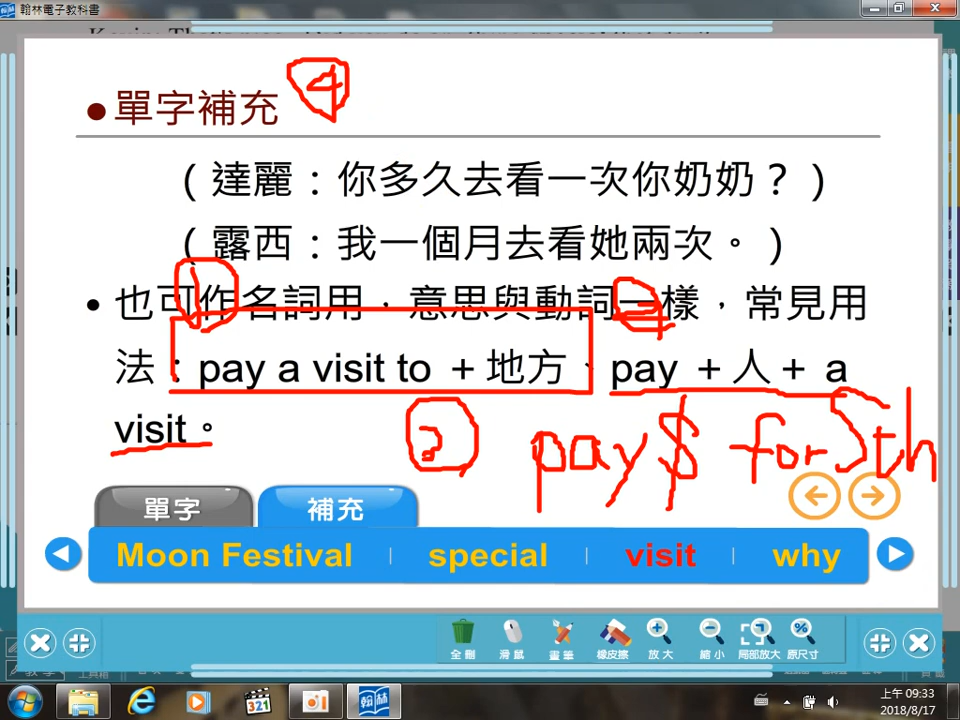 翰林電子教科書
●單字補充 ④
(達麗：你多久去看一次你奶奶？)
(露西：我一個月去看她兩次。)
• 也可作名詞用，意思與動詞一樣，常見用
法：pay a visit to + 地方、pay + 人 + a
visit。
② pay $ for sth
單字 補充
Moon Festival | special | visit | why
全刪 滑鼠 畫筆 橡皮擦 放大 縮小 局部放大 原尺寸
321
翰林
上午 09:33
2018/8/17